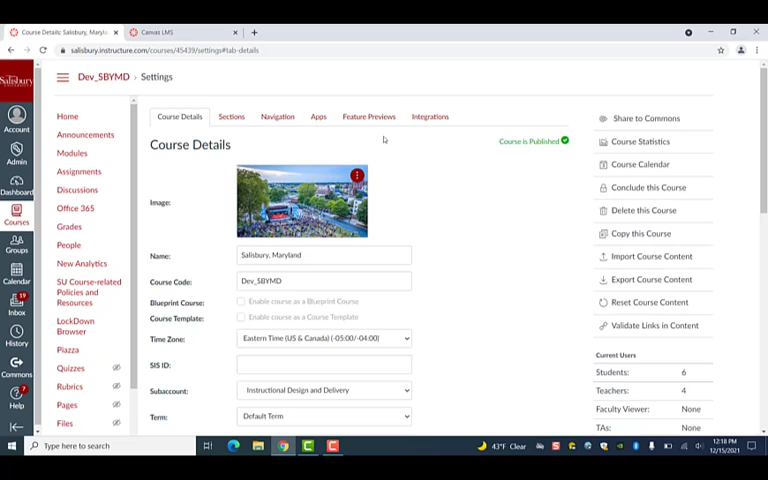 Course Details: Salisbury, Maryl
Canvas LMS
salisbury.instructure.com/courses/45439/settings#tab-details
Salisbury
Dev_SBYMD › Settings
Account
Admin
Dashboard
Courses
Groups
Calendar
19
Inbox
History
Commons
7
Help
Home
Announcements
Modules
Assignments
Discussions
Office 365
Grades
People
New Analytics
SU Course-related
Policies and
Resources
LockDown
Browser
Piazza
Quizzes
Rubrics
Pages
Files
Course Details
Sections
Navigation
Apps
Feature Previews
Integrations
Course Details
Course is Published
Image:
Name: Salisbury, Maryland
Course Code: Dev_SBYMD
Blueprint Course: Enable course as a Blueprint Course
Course Template: Enable course as a Course Template
Time Zone: Eastern Time (US & Canada) (-05:00/-04:00)
SIS ID:
Subaccount: Instructional Design and Delivery
Term: Default Term
Share to Commons
Course Statistics
Course Calendar
Conclude this Course
Delete this Course
Copy this Course
Import Course Content
Export Course Content
Reset Course Content
Validate Links in Content
Current Users
Students: 6
Teachers: 4
Faculty Viewer: None
TAs: None
Type here to search
43°F Clear
12:18 PM
12/15/2021